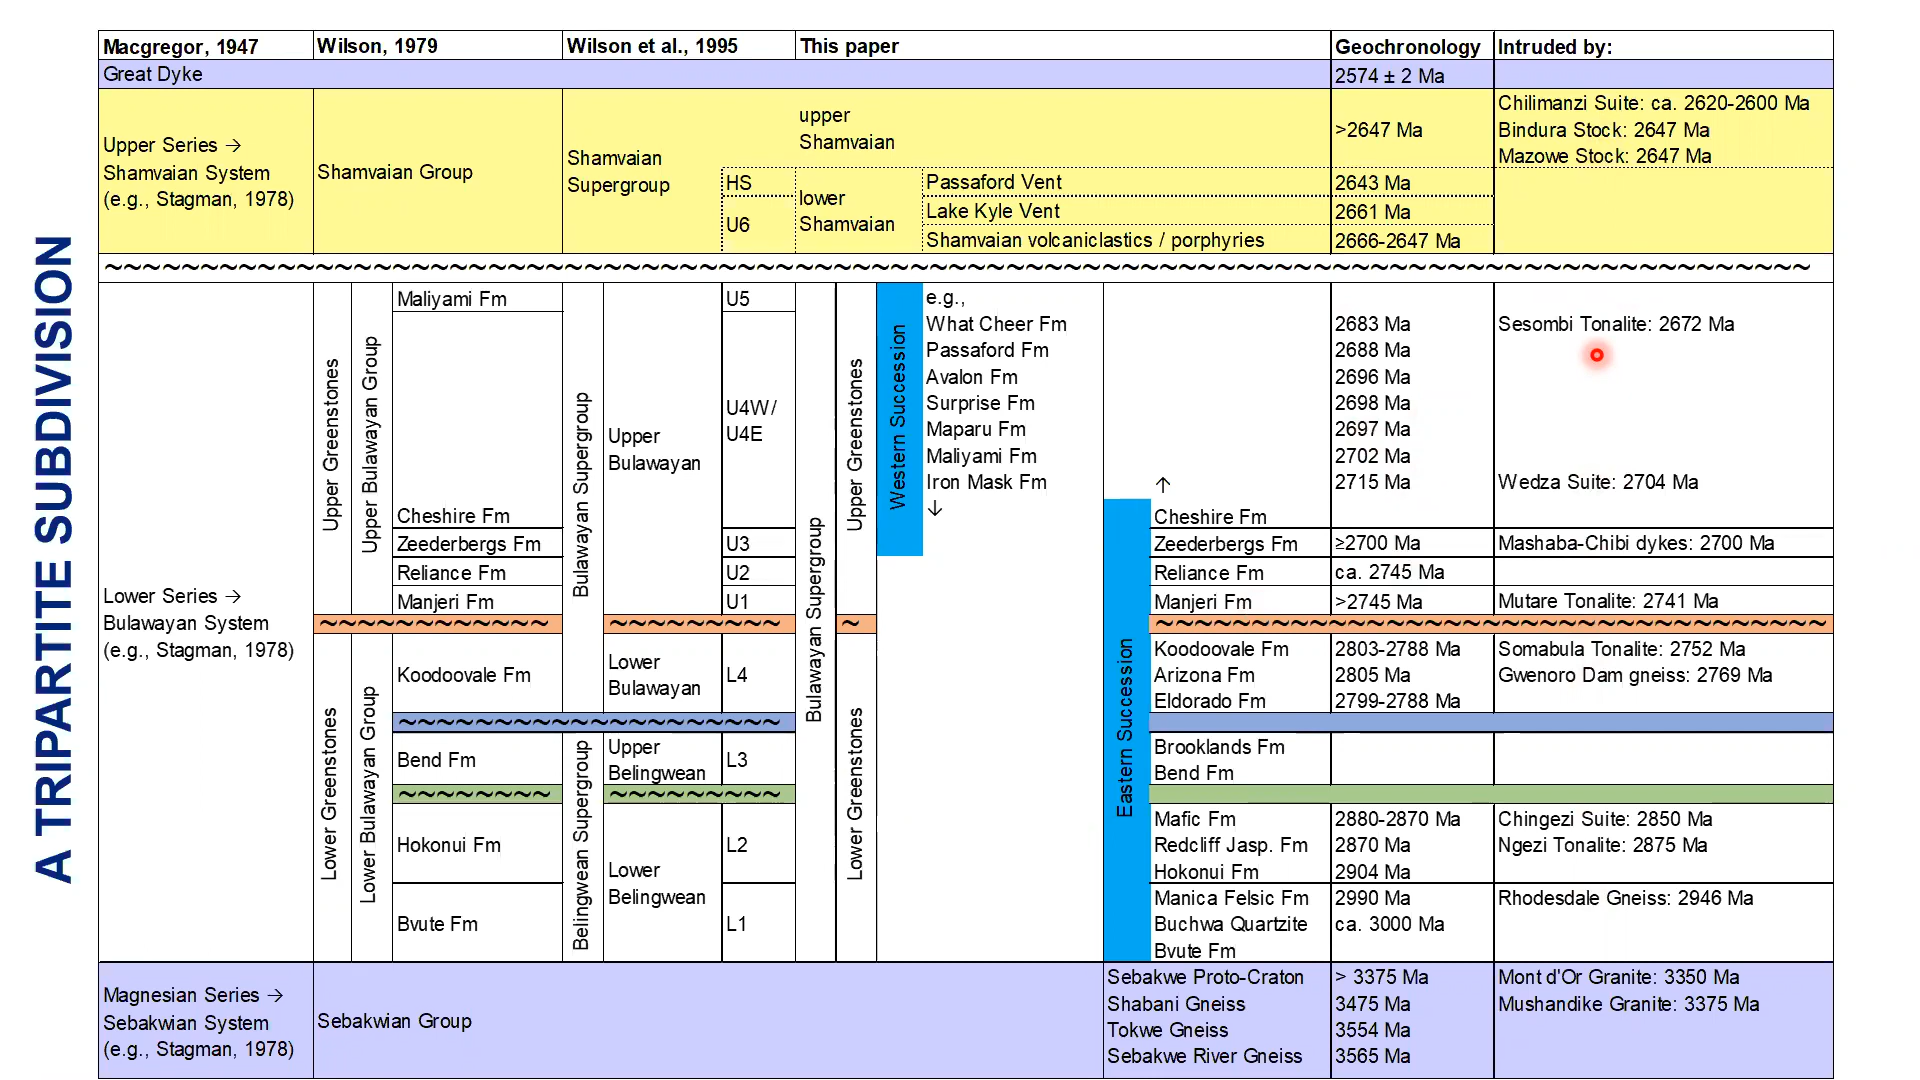 A TRIPARTITE SUBDIVISION
Macgregor, 1947 Wilson, 1979 Wilson et al., 1995 This paper Geochronology Intruded by:
Great Dyke 2574 ± 2 Ma
Upper Series →
Shamvaian System
(e.g., Stagman, 1978)
Shamvaian Group
Shamvaian
Supergroup
HS
U6
upper
Shamvaian
lower
Shamvaian
Passaford Vent
Lake Kyle Vent
Shamvaian volcaniclastics / porphyries
>2647 Ma
2643 Ma
2661 Ma
2666-2647 Ma
Chilimanzi Suite: ca. 2620-2600 Ma
Bindura Stock: 2647 Ma
Mazowe Stock: 2647 Ma
~~~~~~~~~~~~~~~~~~~~~~~~~~~~~~~~~~~~~~~~~~~~~~~~~~~~~~~~~~~~~~~~~~~~~~~~~~~~~~~~~~~~~~~~~
Lower Series →
Bulawayan System
(e.g., Stagman, 1978)
Upper Greenstones
Upper Bulawayan Group
Maliyami Fm
Cheshire Fm
Zeederbergs Fm
Reliance Fm
Manjeri Fm
~~~~~~~~~~~~
Lower Greenstones
Lower Bulawayan Group
Koodoovale Fm
~~~~~~~~~~~~~~~~~~~~
Bend Fm
~~~~~~~~
Hokonui Fm
Bvute Fm
Bulawayan Supergroup
Upper
Bulawayan
~~~~~~~~~
Lower
Bulawayan
Belingwean Supergroup
Upper
Belingwean
~~~~~~~~~
Lower
Belingwean
U5
U4W/
U4E
U3
U2
U1
L4
L3
L2
L1
Bulawayan Supergroup
Upper Greenstones
~
Lower Greenstones
Western Succession
e.g.,
What Cheer Fm
Passaford Fm
Avalon Fm
Surprise Fm
Maparu Fm
Maliyami Fm
Iron Mask Fm
↓
Eastern Succession
↑
Cheshire Fm
Zeederbergs Fm
Reliance Fm
Manjeri Fm
~~~~~~~~~~~~~~~~~~~~~~~~~~~~~~~~~~~
Koodoovale Fm
Arizona Fm
Eldorado Fm
Brooklands Fm
Bend Fm
Mafic Fm
Redcliff Jasp. Fm
Hokonui Fm
Manica Felsic Fm
Buchwa Quartzite
Bvute Fm
2683 Ma
2688 Ma
2696 Ma
2698 Ma
2697 Ma
2702 Ma
2715 Ma
≥2700 Ma
ca. 2745 Ma
>2745 Ma
2803-2788 Ma
2805 Ma
2799-2788 Ma
2880-2870 Ma
2870 Ma
2904 Ma
2990 Ma
ca. 3000 Ma
Sesombi Tonalite: 2672 Ma
Wedza Suite: 2704 Ma
Mashaba-Chibi dykes: 2700 Ma
Mutare Tonalite: 2741 Ma
Somabula Tonalite: 2752 Ma
Gwenoro Dam gneiss: 2769 Ma
Chingezi Suite: 2850 Ma
Ngezi Tonalite: 2875 Ma
Rhodesdale Gneiss: 2946 Ma
Magnesian Series →
Sebakwian System
(e.g., Stagman, 1978)
Sebakwian Group
Sebakwe Proto-Craton
Shabani Gneiss
Tokwe Gneiss
Sebakwe River Gneiss
> 3375 Ma
3475 Ma
3554 Ma
3565 Ma
Mont d'Or Granite: 3350 Ma
Mushandike Granite: 3375 Ma